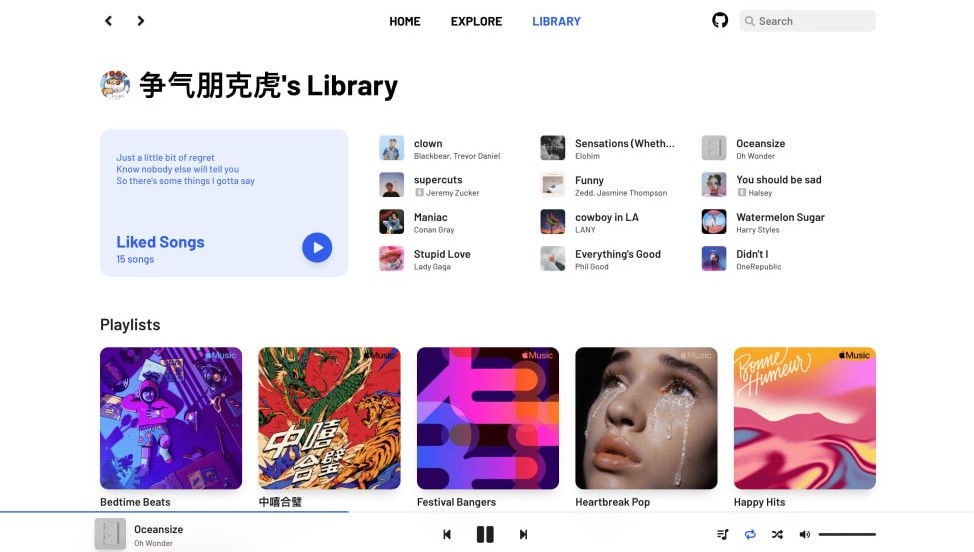 HOME
EXPLORE
LIBRARY
Search
争气朋克虎's Library
Just a little bit of regret
Know nobody else will tell you
So there's some things I gotta say
Liked Songs
15 songs
clown
Blackbear, Trevor Daniel
Sensations (Wheth...
Elohim
Oceansize
Oh Wonder
supercuts
E Jeremy Zucker
Funny
Zedd, Jasmine Thompson
You should be sad
E Halsey
Maniac
Conan Gray
cowboy in LA
LANY
Watermelon Sugar
Harry Styles
Stupid Love
Lady Gaga
Everything's Good
Phil Good
Didn't I
OneRepublic
Playlists
Music
Music
中嘻
合璧
Music
Music
Music
Bonne
Humeur
Bedtime Beats
中嘻合璧
Festival Bangers
Heartbreak Pop
Happy Hits
Oceansize
Oh Wonder